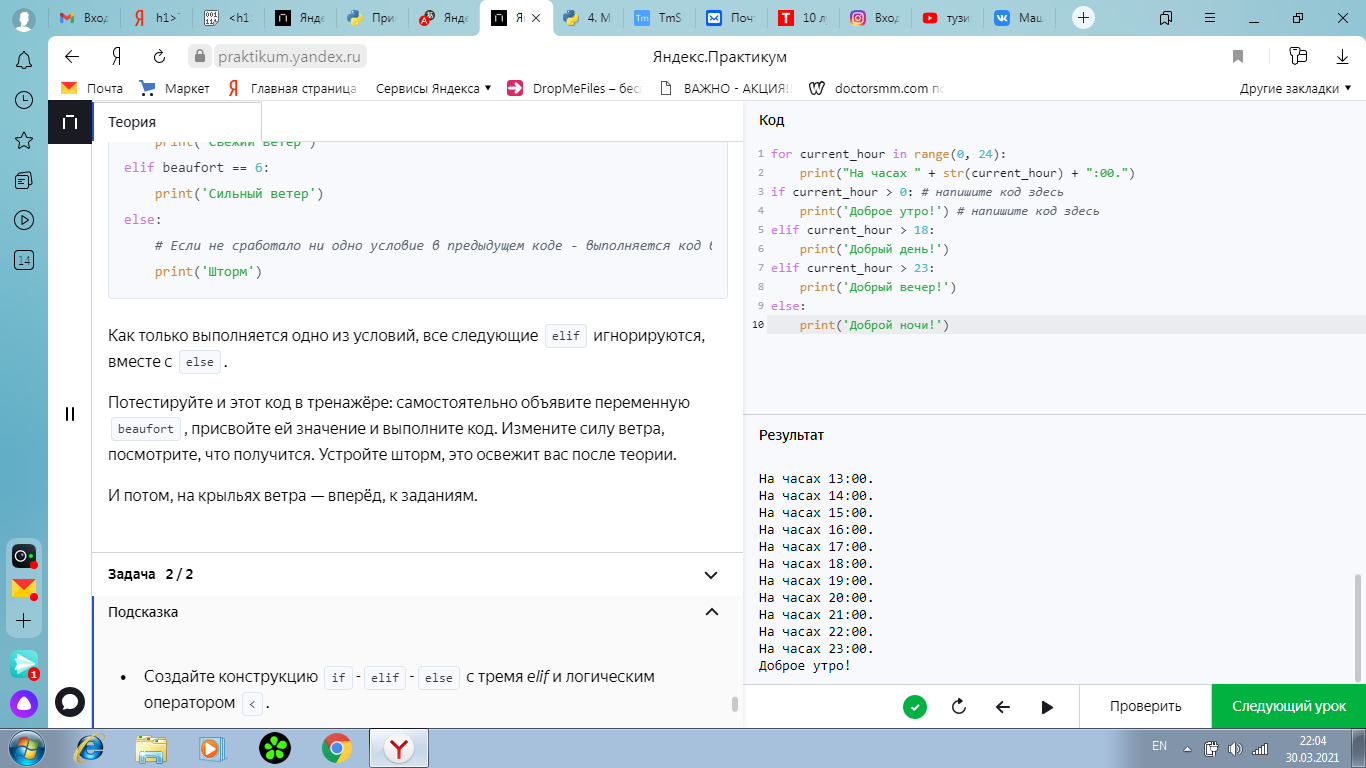 Вход
h1>
<h1
Янде
При
Янде
Я
4. М
TmS
Поч
10 л
Вход
тузи
Маш
praktikum.yandex.ru
Яндекс.Практикум
Почта
Маркет
Главная страница
Сервисы Яндекса ▼
DropMeFiles – бес
ВАЖНО - АКЦИЯ!!
doctorsmm.com по
Другие закладки ▼
14
1
Теория
print('Свежий ветер')
elif beaufort == 6:
print('Сильный ветер')
else:
# Если не сработало ни одно условие в предыдущем коде - выполняется код
print('Шторм')
Как только выполняется одно из условий, все следующие elif игнорируются,
вместе с else .
Потестируйте и этот код в тренажёре: самостоятельно объявите переменную
beaufort , присвойте ей значение и выполните код. Измените силу ветра,
посмотрите, что получится. Устройте шторм, это освежит вас после теории.
И потом, на крыльях ветра — вперёд, к заданиям.
Задача 2 / 2
Подсказка
• Создайте конструкцию if - elif - else с тремя elif и логическим
оператором < .
Код
1 for current_hour in range(0, 24):
2 print("На часах " + str(current_hour) + ":00.")
3 if current_hour > 0: # напишите код здесь
4 print('Доброе утро!') # напишите код здесь
5 elif current_hour > 18:
6 print('Добрый день!')
7 elif current_hour > 23:
8 print('Добрый вечер!')
9 else:
10 print('Доброй ночи!')
Результат
На часах 13:00.
На часах 14:00.
На часах 15:00.
На часах 16:00.
На часах 17:00.
На часах 18:00.
На часах 19:00.
На часах 20:00.
На часах 21:00.
На часах 22:00.
На часах 23:00.
Доброе утро!
Проверить
Следующий урок
EN
22:04
30.03.2021